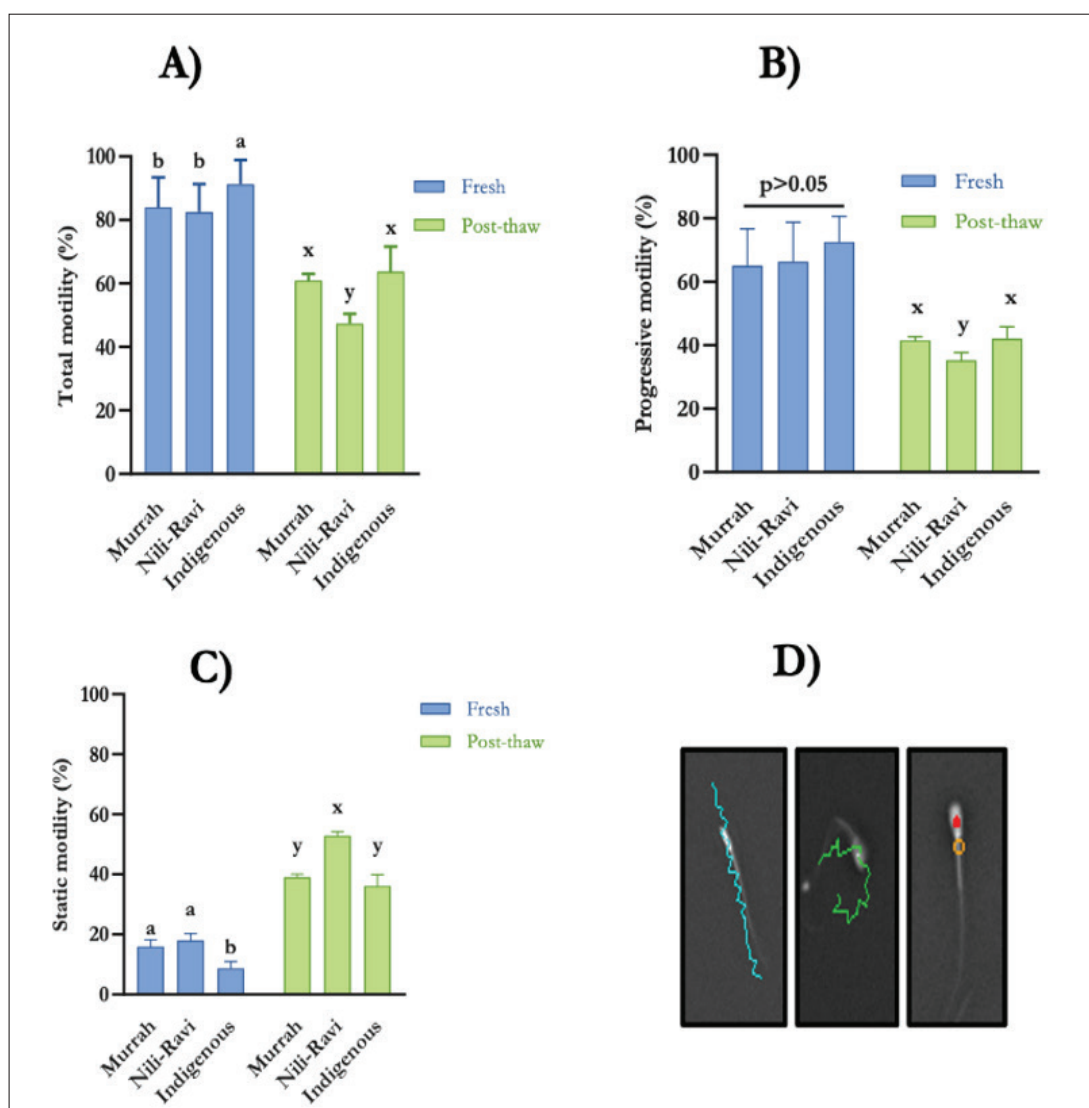 A)
Total motility (%)
100
80
60
40
20
0
b
b
a
x
y
x
Fresh
Post-thaw
Murrah
Nili-Ravi
Indigenous
Murrah
Nili-Ravi
Indigenous
B)
Progressive motility (%)
100
80
60
40
20
0
p>0.05
x
y
x
Fresh
Post-thaw
Murrah
Nili-Ravi
Indigenous
Murrah
Nili-Ravi
Indigenous
C)
Static motility (%)
100
80
60
40
20
0
a
a
b
y
x
y
Fresh
Post-thaw
Murrah
Nili-Ravi
Indigenous
Murrah
Nili-Ravi
Indigenous
D)